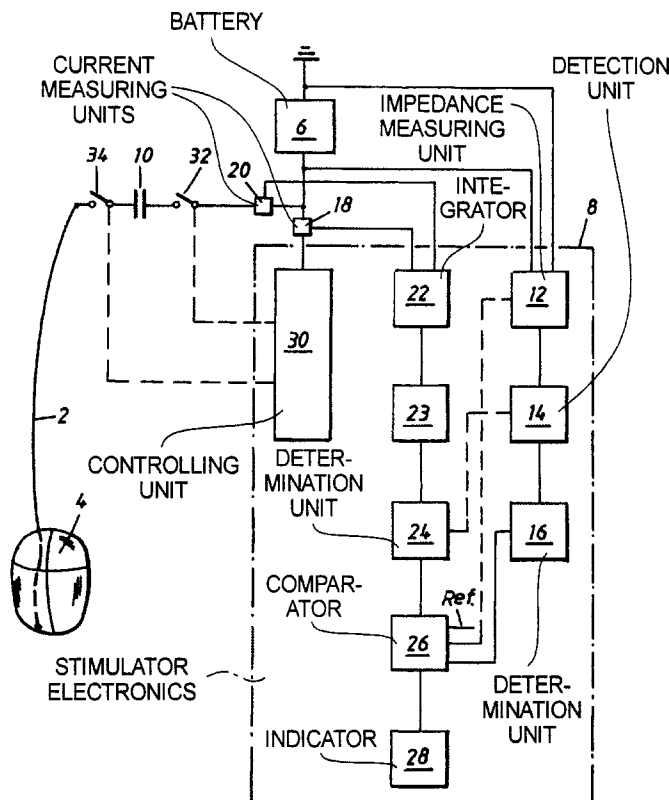 BATTERY
CURRENT
MEASURING
UNITS
DETECTION
UNIT
IMPEDANCE
MEASURING
UNIT
INTE-
GRATOR
34
10
32
20
18
6
8
22
12
30
23
14
2
CONTROLLING
UNIT
DETER-
MINATION
UNIT
24
16
4
COMPAR-
ATOR
Ref.
26
STIMULATOR
ELECTRONICS
DETER-
MINATION
UNIT
INDICATOR
28